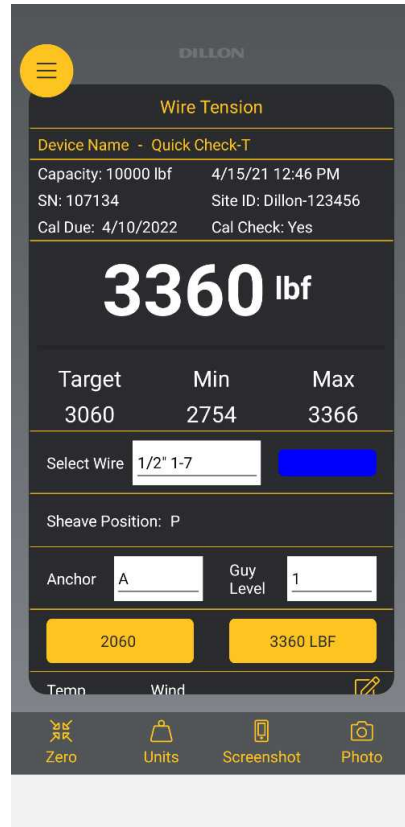 DILLON
Wire Tension
Device Name - Quick Check-T
Capacity: 10000 lbf 4/15/21 12:46 PM
SN: 107134 Site ID: Dillon-123456
Cal Due: 4/10/2022 Cal Check: Yes
3360 lbf
Target Min Max
3060 2754 3366
Select Wire 1/2" 1-7
Sheave Position: P
Anchor A Guy Level 1
2060 3360 LBF
Temp Wind
Zero Units Screenshot Photo